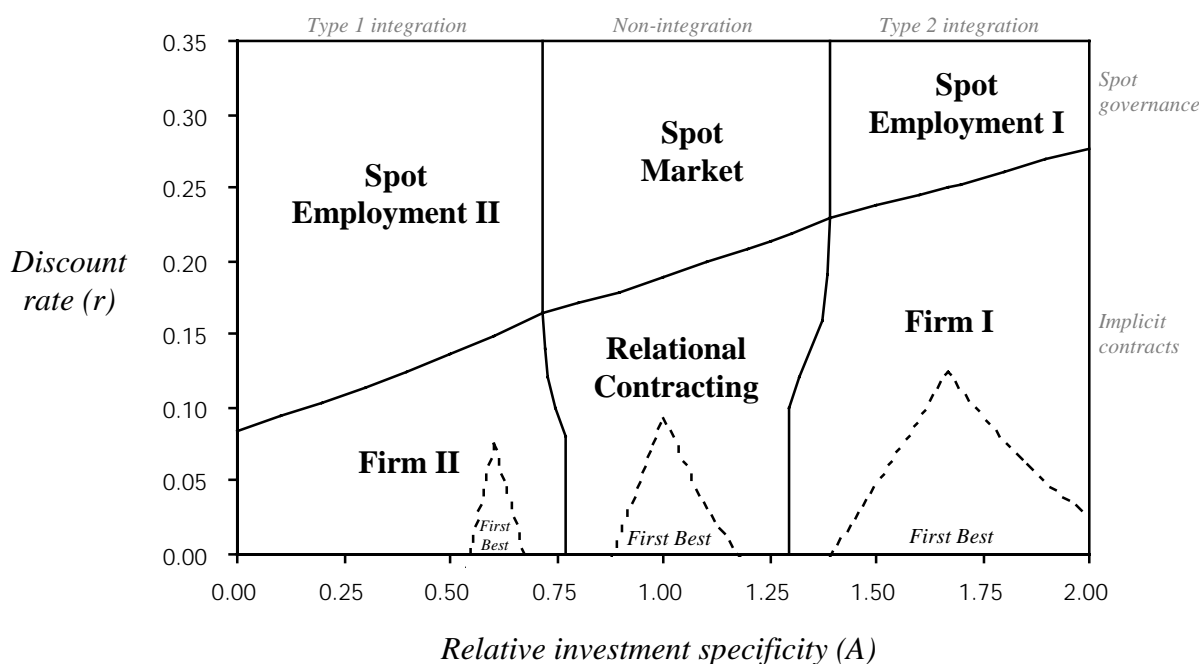 Type 1 integration
Non-integration
Type 2 integration
0.35
0.30
0.25
0.20
0.15
0.10
0.05
0.00
Discount
rate (r)
Spot
Employment II
Spot
Market
Spot
Employment I
Spot
governance
Firm II
Relational
Contracting
Firm I
Implicit
contracts
First
Best
First Best
First Best
0.00
0.25
0.50
0.75
1.00
1.25
1.50
1.75
2.00
Relative investment specificity (A)